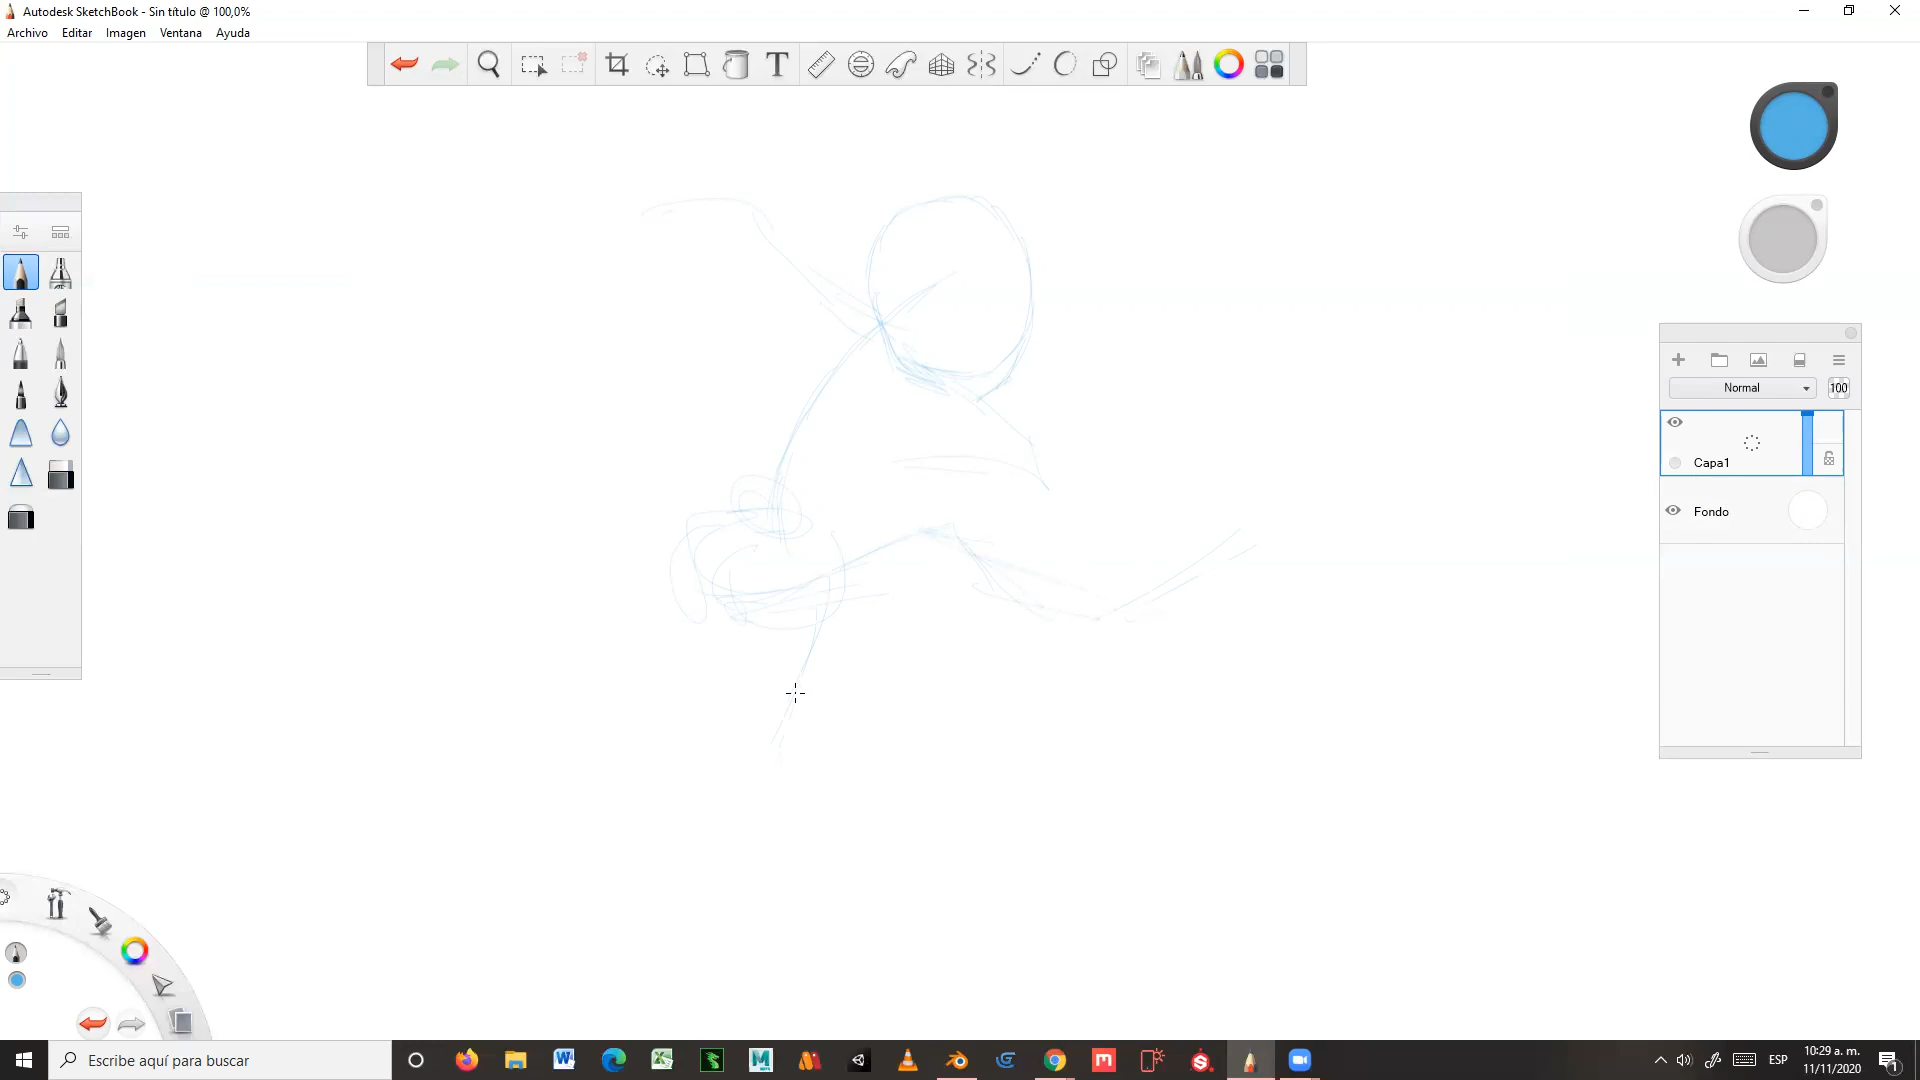 Autodesk SketchBook - Sin título @ 100,0%
Archivo Editar Imagen Ventana Ayuda
T
Normal 100
Capa1
Fondo
Escribe aquí para buscar
ESP
10:29 a. m.
11/11/2020
1